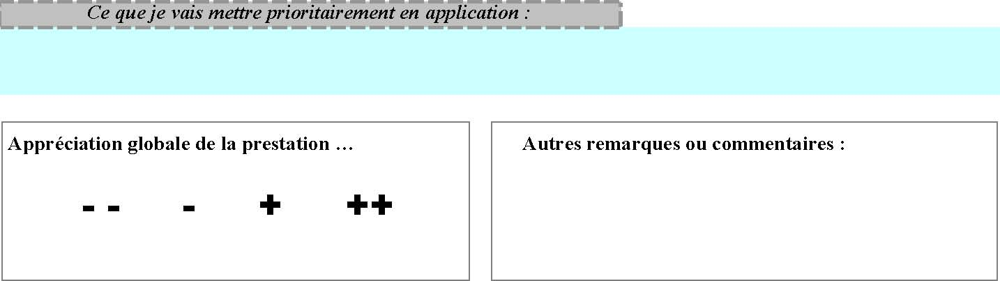 Ce que je vais mettre prioritairement en application :
Appréciation globale de la prestation …
- - - + ++
Autres remarques ou commentaires :